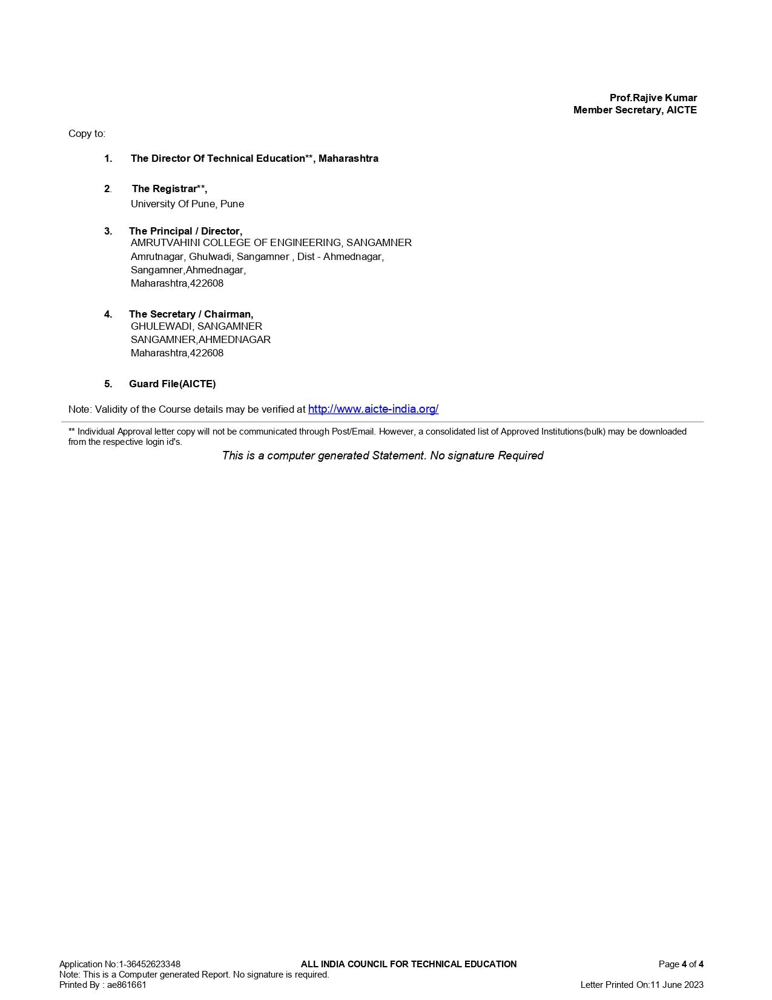 Prof.Rajive Kumar
Member Secretary, AICTE
Copy to:
1. The Director Of Technical Education**, Maharashtra
2. The Registrar**,
University Of Pune, Pune
3. The Principal / Director,
AMRUTVAHINI COLLEGE OF ENGINEERING, SANGAMNER
Amrutnagar, Ghulwadi, Sangamner , Dist - Ahmednagar,
Sangamner,Ahmednagar,
Maharashtra,422608
4. The Secretary / Chairman,
GHULEWADI, SANGAMNER
SANGAMNER,AHMEDNAGAR
Maharashtra,422608
5. Guard File(AICTE)
Note: Validity of the Course details may be verified at http://www.aicte-india.org/
** Individual Approval letter copy will not be communicated through Post/Email. However, a consolidated list of Approved Institutions(bulk) may be downloaded
from the respective login id's.
This is a computer generated Statement. No signature Required
Application No:1-36452623348 ALL INDIA COUNCIL FOR TECHNICAL EDUCATION Page 4 of 4
Note: This is a Computer generated Report. No signature is required.
Printed By : ae861661 Letter Printed On:11 June 2023